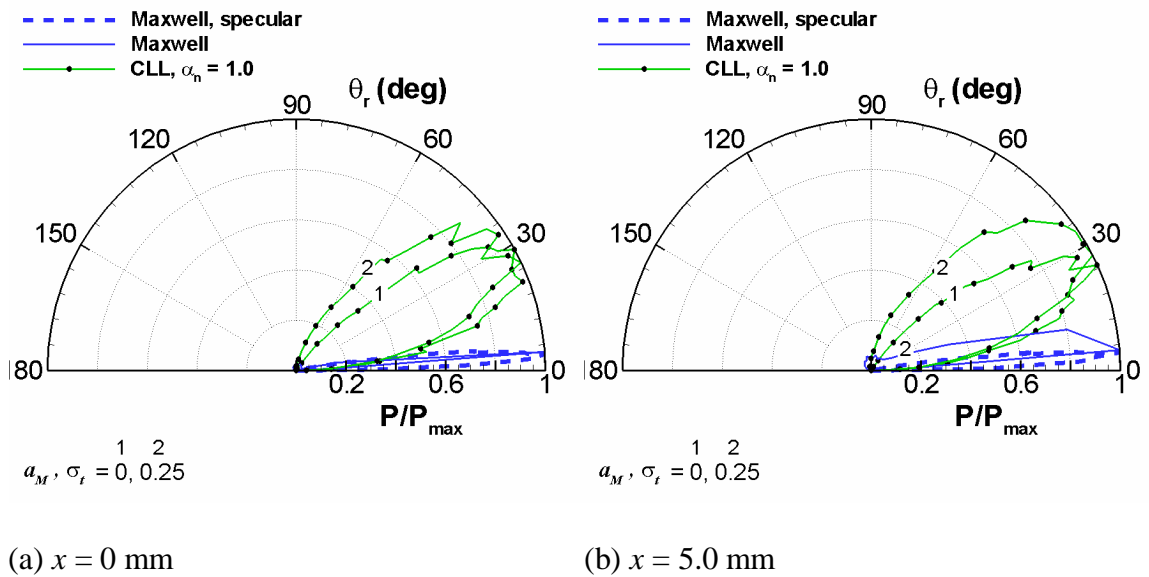 Maxwell, specular
Maxwell
CLL, αn = 1.0
θr (deg)
90
120
60
150
30
2
1
180
0.2
0.6
1
0
P/Pmax
1 2
aM, σt = 0, 0.25
(a) x = 0 mm
Maxwell, specular
Maxwell
CLL, αn = 1.0
θr (deg)
90
120
60
150
30
2
1
2
180
0.2
0.6
1
0
P/Pmax
1 2
aM, σt = 0, 0.25
(b) x = 5.0 mm